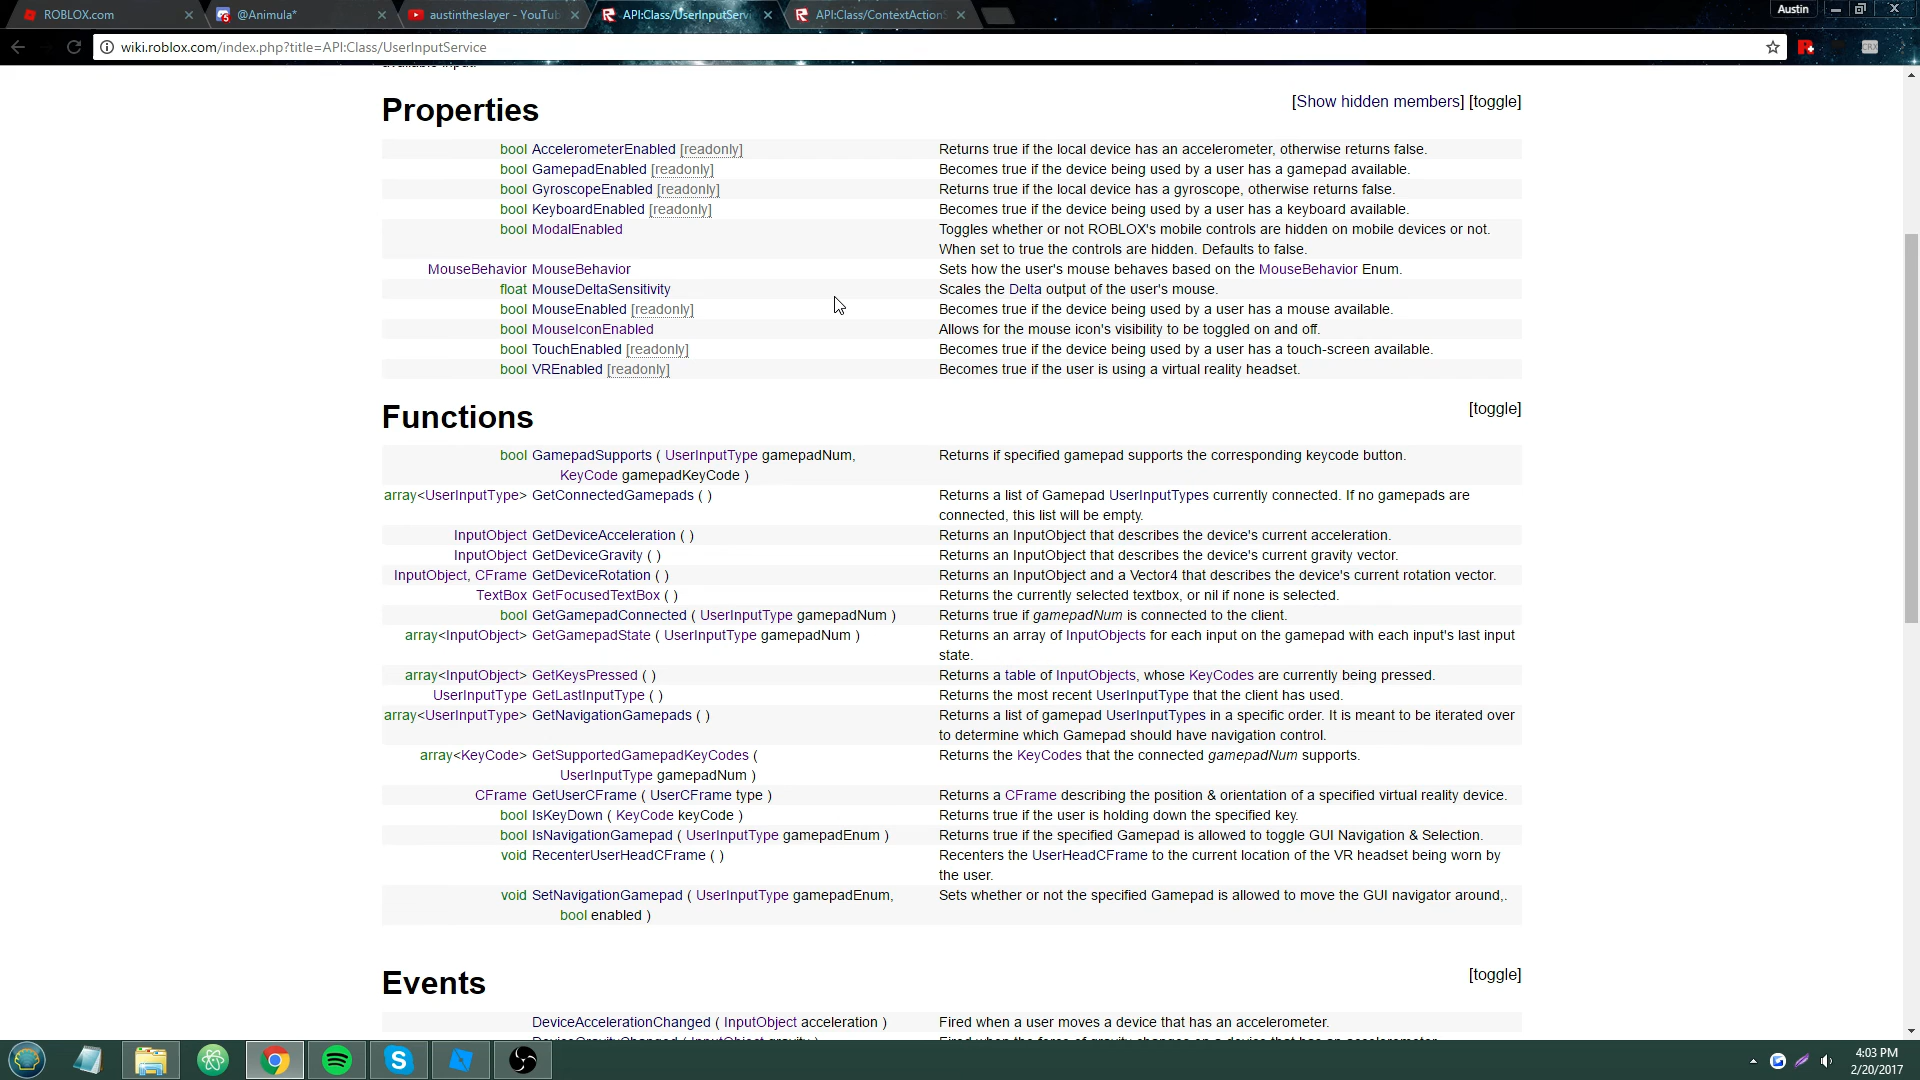 ROBLOX.com
@Animula*
austintheslayer - YouTub
API:Class/UserInputServi
API:Class/ContextActionS
Austin
wiki.roblox.com/index.php?title=API:Class/UserInputService
CRX
Properties
[Show hidden members] [toggle]
bool AccelerometerEnabled [readonly] Returns true if the local device has an accelerometer, otherwise returns false.
bool GamepadEnabled [readonly] Becomes true if the device being used by a user has a gamepad available.
bool GyroscopeEnabled [readonly] Returns true if the local device has a gyroscope, otherwise returns false.
bool KeyboardEnabled [readonly] Becomes true if the device being used by a user has a keyboard available.
bool ModalEnabled Toggles whether or not ROBLOX's mobile controls are hidden on mobile devices or not.
When set to true the controls are hidden. Defaults to false.
MouseBehavior MouseBehavior Sets how the user's mouse behaves based on the MouseBehavior Enum.
float MouseDeltaSensitivity Scales the Delta output of the user's mouse.
bool MouseEnabled [readonly] Becomes true if the device being used by a user has a mouse available.
bool MouseIconEnabled Allows for the mouse icon's visibility to be toggled on and off.
bool TouchEnabled [readonly] Becomes true if the device being used by a user has a touch-screen available.
bool VREnabled [readonly] Becomes true if the user is using a virtual reality headset.
Functions
[toggle]
bool GamepadSupports ( UserInputType gamepadNum, Returns if specified gamepad supports the corresponding keycode button.
KeyCode gamepadKeyCode )
array<UserInputType> GetConnectedGamepads ( ) Returns a list of Gamepad UserInputTypes currently connected. If no gamepads are
connected, this list will be empty.
InputObject GetDeviceAcceleration ( ) Returns an InputObject that describes the device's current acceleration.
InputObject GetDeviceGravity ( ) Returns an InputObject that describes the device's current gravity vector.
InputObject, CFrame GetDeviceRotation ( ) Returns an InputObject and a Vector4 that describes the device's current rotation vector.
TextBox GetFocusedTextBox ( ) Returns the currently selected textbox, or nil if none is selected.
bool GetGamepadConnected ( UserInputType gamepadNum ) Returns true if gamepadNum is connected to the client.
array<InputObject> GetGamepadState ( UserInputType gamepadNum ) Returns an array of InputObjects for each input on the gamepad with each input's last input
state.
array<InputObject> GetKeysPressed ( ) Returns a table of InputObjects, whose KeyCodes are currently being pressed.
UserInputType GetLastInputType ( ) Returns the most recent UserInputType that the client has used.
array<UserInputType> GetNavigationGamepads ( ) Returns a list of gamepad UserInputTypes in a specific order. It is meant to be iterated over
to determine which Gamepad should have navigation control.
array<KeyCode> GetSupportedGamepadKeyCodes ( Returns the KeyCodes that the connected gamepadNum supports.
UserInputType gamepadNum )
CFrame GetUserCFrame ( UserCFrame type ) Returns a CFrame describing the position & orientation of a specified virtual reality device.
bool IsKeyDown ( KeyCode keyCode ) Returns true if the user is holding down the specified key.
bool IsNavigationGamepad ( UserInputType gamepadEnum ) Returns true if the specified Gamepad is allowed to toggle GUI Navigation & Selection.
void RecenterUserHeadCFrame ( ) Recenters the UserHeadCFrame to the current location of the VR headset being worn by
the user.
void SetNavigationGamepad ( UserInputType gamepadEnum, Sets whether or not the specified Gamepad is allowed to move the GUI navigator around,.
bool enabled )
Events
[toggle]
DeviceAccelerationChanged ( InputObject acceleration ) Fired when a user moves a device that has an accelerometer.
4:03 PM
2/20/2017